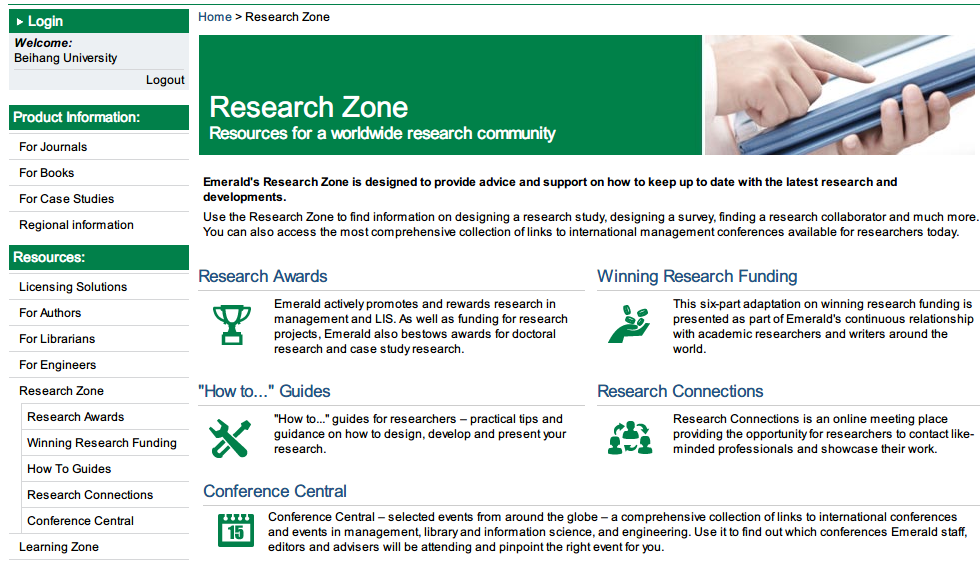 Login
Welcome:
Beihang University
Logout
Product Information:
For Journals
For Books
For Case Studies
Regional information
Resources:
Licensing Solutions
For Authors
For Librarians
For Engineers
Research Zone
Research Awards
Winning Research Funding
How To Guides
Research Connections
Conference Central
Learning Zone
Home > Research Zone
Research Zone
Resources for a worldwide research community
Emerald's Research Zone is designed to provide advice and support on how to keep up to date with the latest research and
developments.
Use the Research Zone to find information on designing a research study, designing a survey, finding a research collaborator and much more.
You can also access the most comprehensive collection of links to international management conferences available for researchers today.
Research Awards
Emerald actively promotes and rewards research in
management and LIS. As well as funding for research
projects, Emerald also bestows awards for doctoral
research and case study research.
Winning Research Funding
This six-part adaptation on winning research funding is
presented as part of Emerald's continuous relationship
with academic researchers and writers around the
world.
"How to..." Guides
"How to..." guides for researchers – practical tips and
guidance on how to design, develop and present your
research.
Research Connections
Research Connections is an online meeting place
providing the opportunity for researchers to contact like-
minded professionals and showcase their work.
Conference Central
15
Conference Central – selected events from around the globe – a comprehensive collection of links to international conferences
and events in management, library and information science, and engineering. Use it to find out which conferences Emerald staff,
editors and advisers will be attending and pinpoint the right event for you.